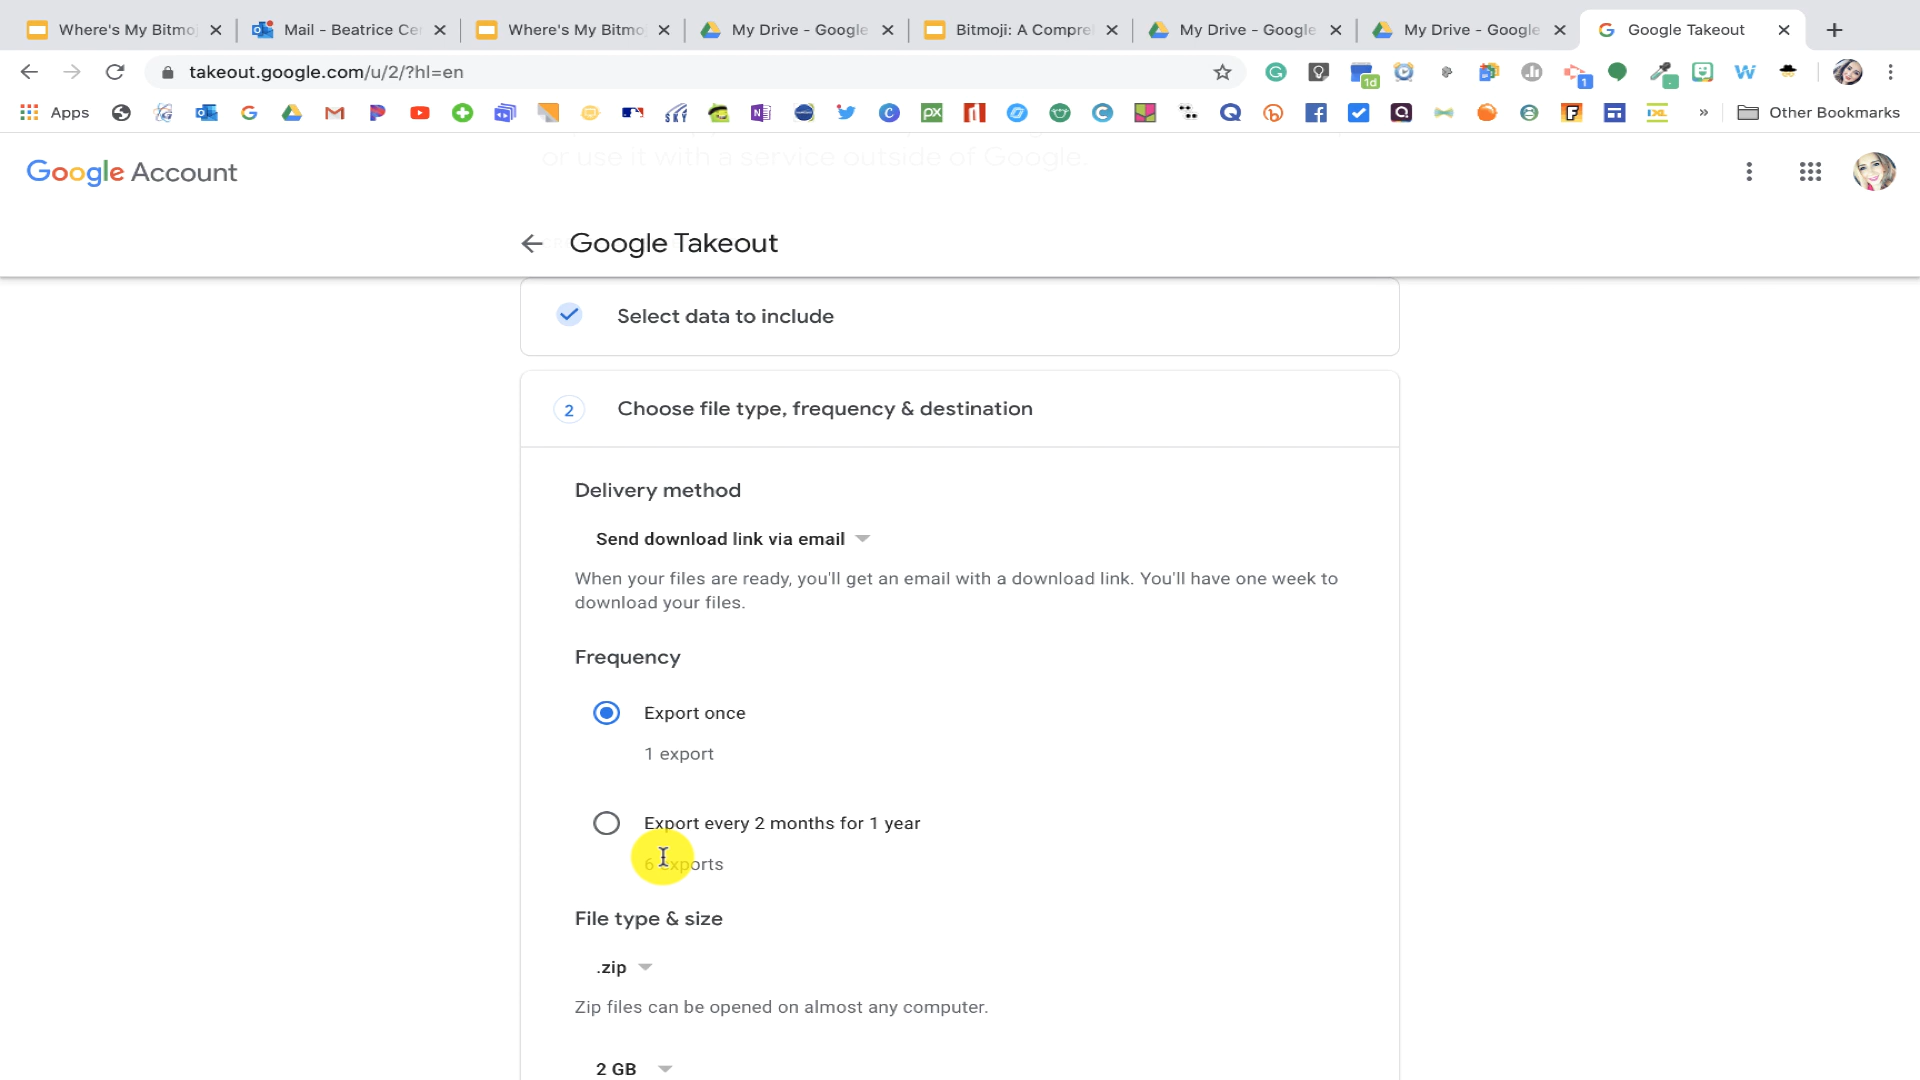 Where's My Bitmo
Mail - Beatrice Cer
Where's My Bitmo
My Drive - Google
Bitmoji: A Compre
My Drive - Google
My Drive - Google
Google Takeout
takeout.google.com/u/2/?hl=en
1d
1
Apps
Other Bookmarks
or use it with a service outside of Google.
Google Account
Google Takeout
Select data to include
2 Choose file type, frequency & destination
Delivery method
Send download link via email
When your files are ready, you'll get an email with a download link. You'll have one week to
download your files.
Frequency
Export once
1 export
Export every 2 months for 1 year
6 exports
File type & size
.zip
Zip files can be opened on almost any computer.
2 GB